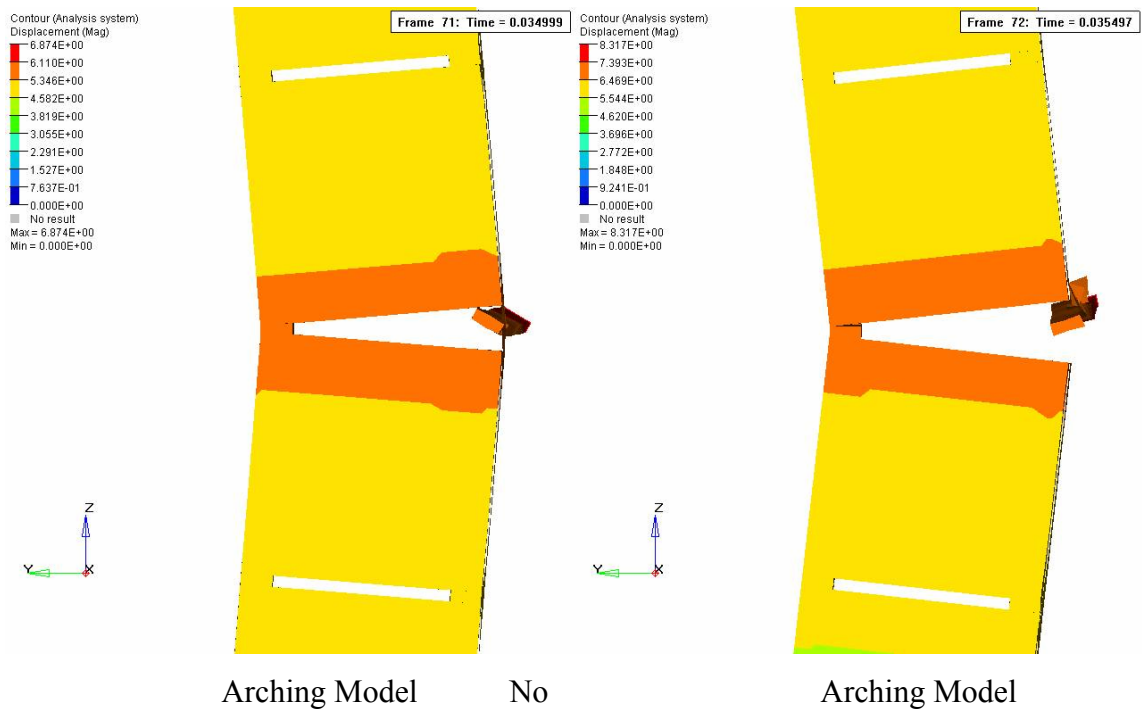 Contour (Analysis system)
Displacement (Mag)
6.874E+00
6.110E+00
5.346E+00
4.582E+00
3.819E+00
3.055E+00
2.291E+00
1.527E+00
7.637E-01
0.000E+00
No result
Max = 6.874E+00
Min = 0.000E+00
Frame 71: Time = 0.034999
Z
Y
X
Contour (Analysis system)
Displacement (Mag)
8.317E+00
7.393E+00
6.469E+00
5.544E+00
4.620E+00
3.696E+00
2.772E+00
1.848E+00
9.241E-01
0.000E+00
No result
Max = 8.317E+00
Min = 0.000E+00
Frame 72: Time = 0.035497
Z
Y
X
Arching Model No Arching Model